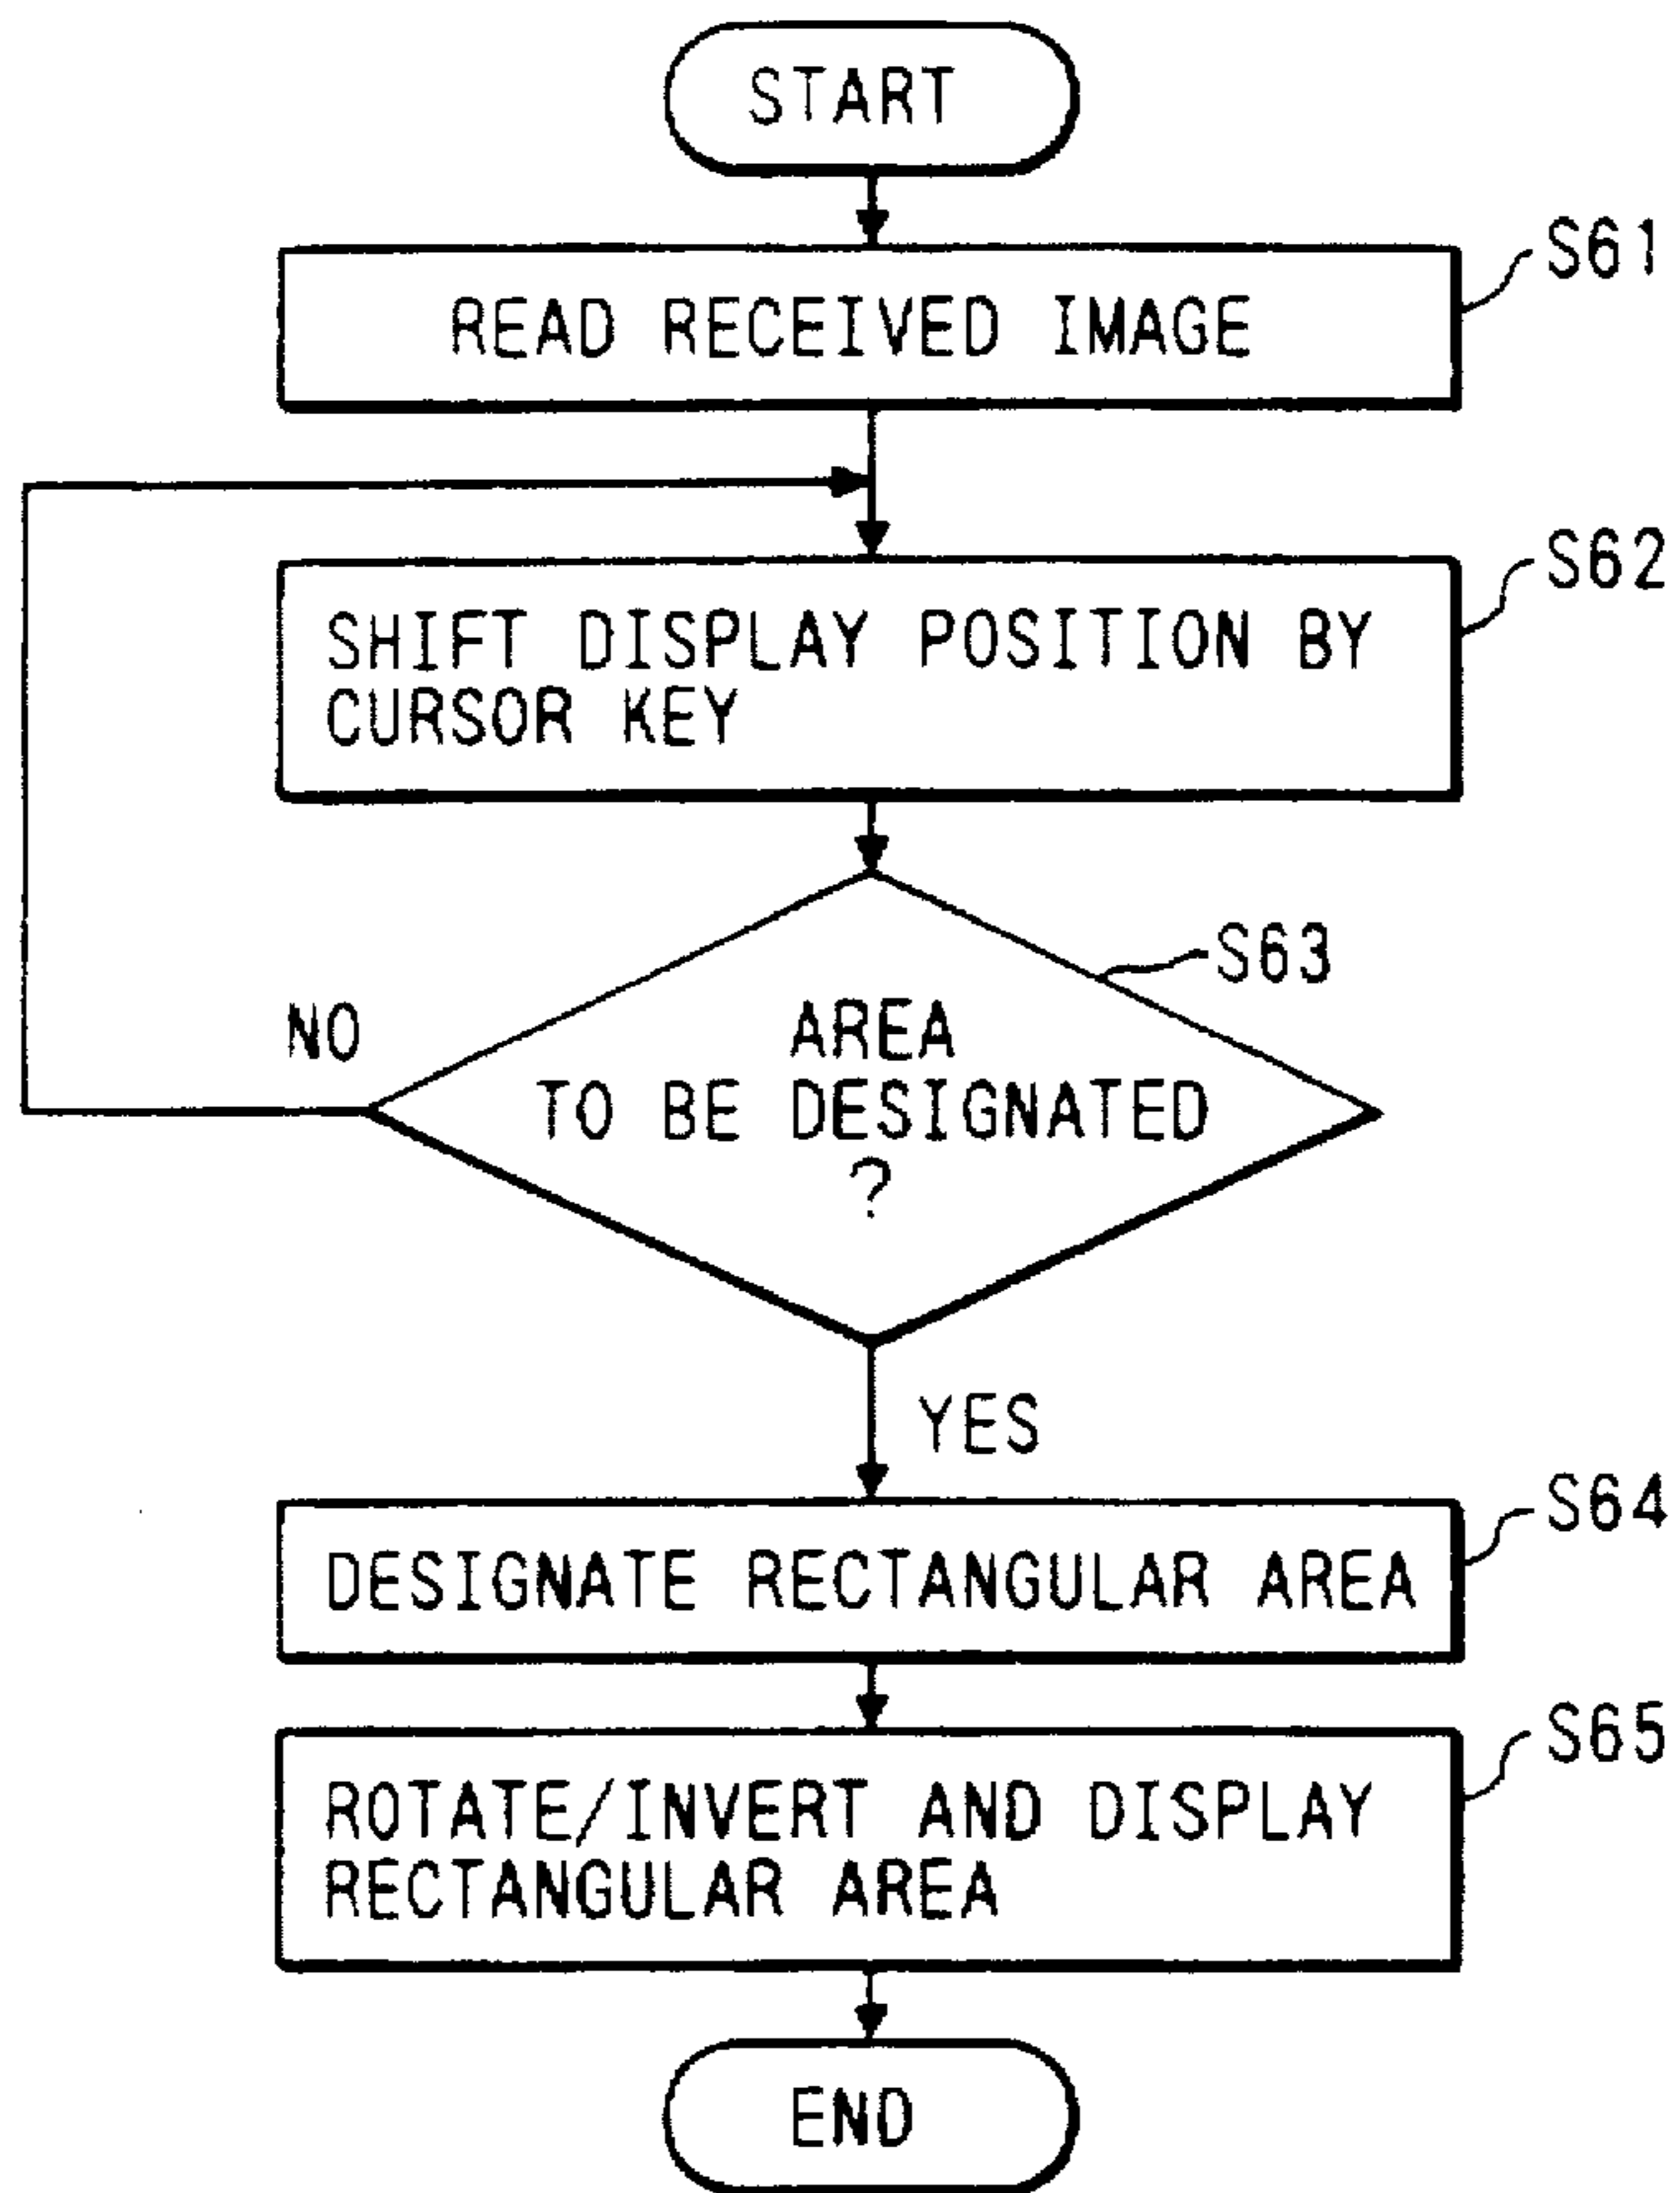 START
S61
READ RECEIVED IMAGE
S62
SHIFT DISPLAY POSITION BY
CURSOR KEY
S63
NO
AREA
TO BE DESIGNATED
?
YES
S64
DESIGNATE RECTANGULAR AREA
S65
ROTATE/INVERT AND DISPLAY
RECTANGULAR AREA
END